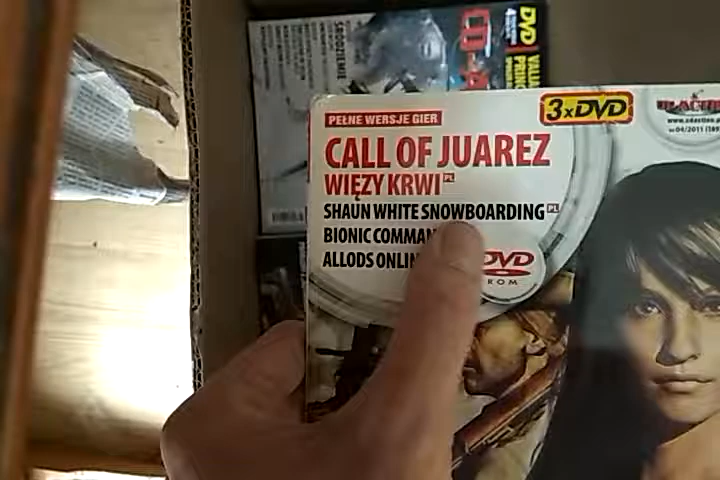 DVD
3xDVD
PEŁNE WERSJE GIER
CALL OF JUAREZ
WIĘZY KRWI PL
SHAUN WHITE SNOWBOARDING PL
BIONIC COMMAN
ALLODS ONLIN
DVD
ROM